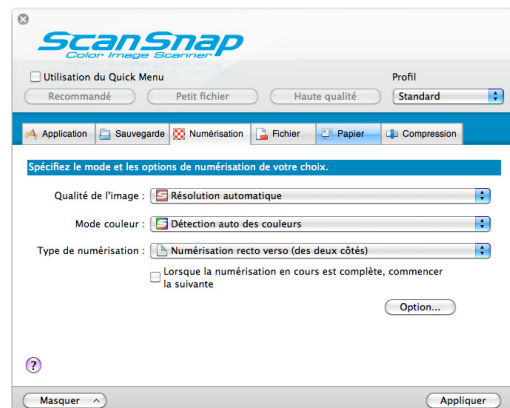 ScanSnap
Color Image Scanner
Utilisation du Quick Menu
Profil
Recommandé Petit fichier Haute qualité Standard
Application Sauvegarde Numérisation Fichier Papier Compression
Spécifiez le mode et les options de numérisation de votre choix.
Qualité de l'image : Résolution automatique
Mode couleur : Détection auto des couleurs
Type de numérisation : Numérisation recto verso (des deux côtés)
Lorsque la numérisation en cours est complète, commencer
la suivante
Option...
?
Masquer Appliquer